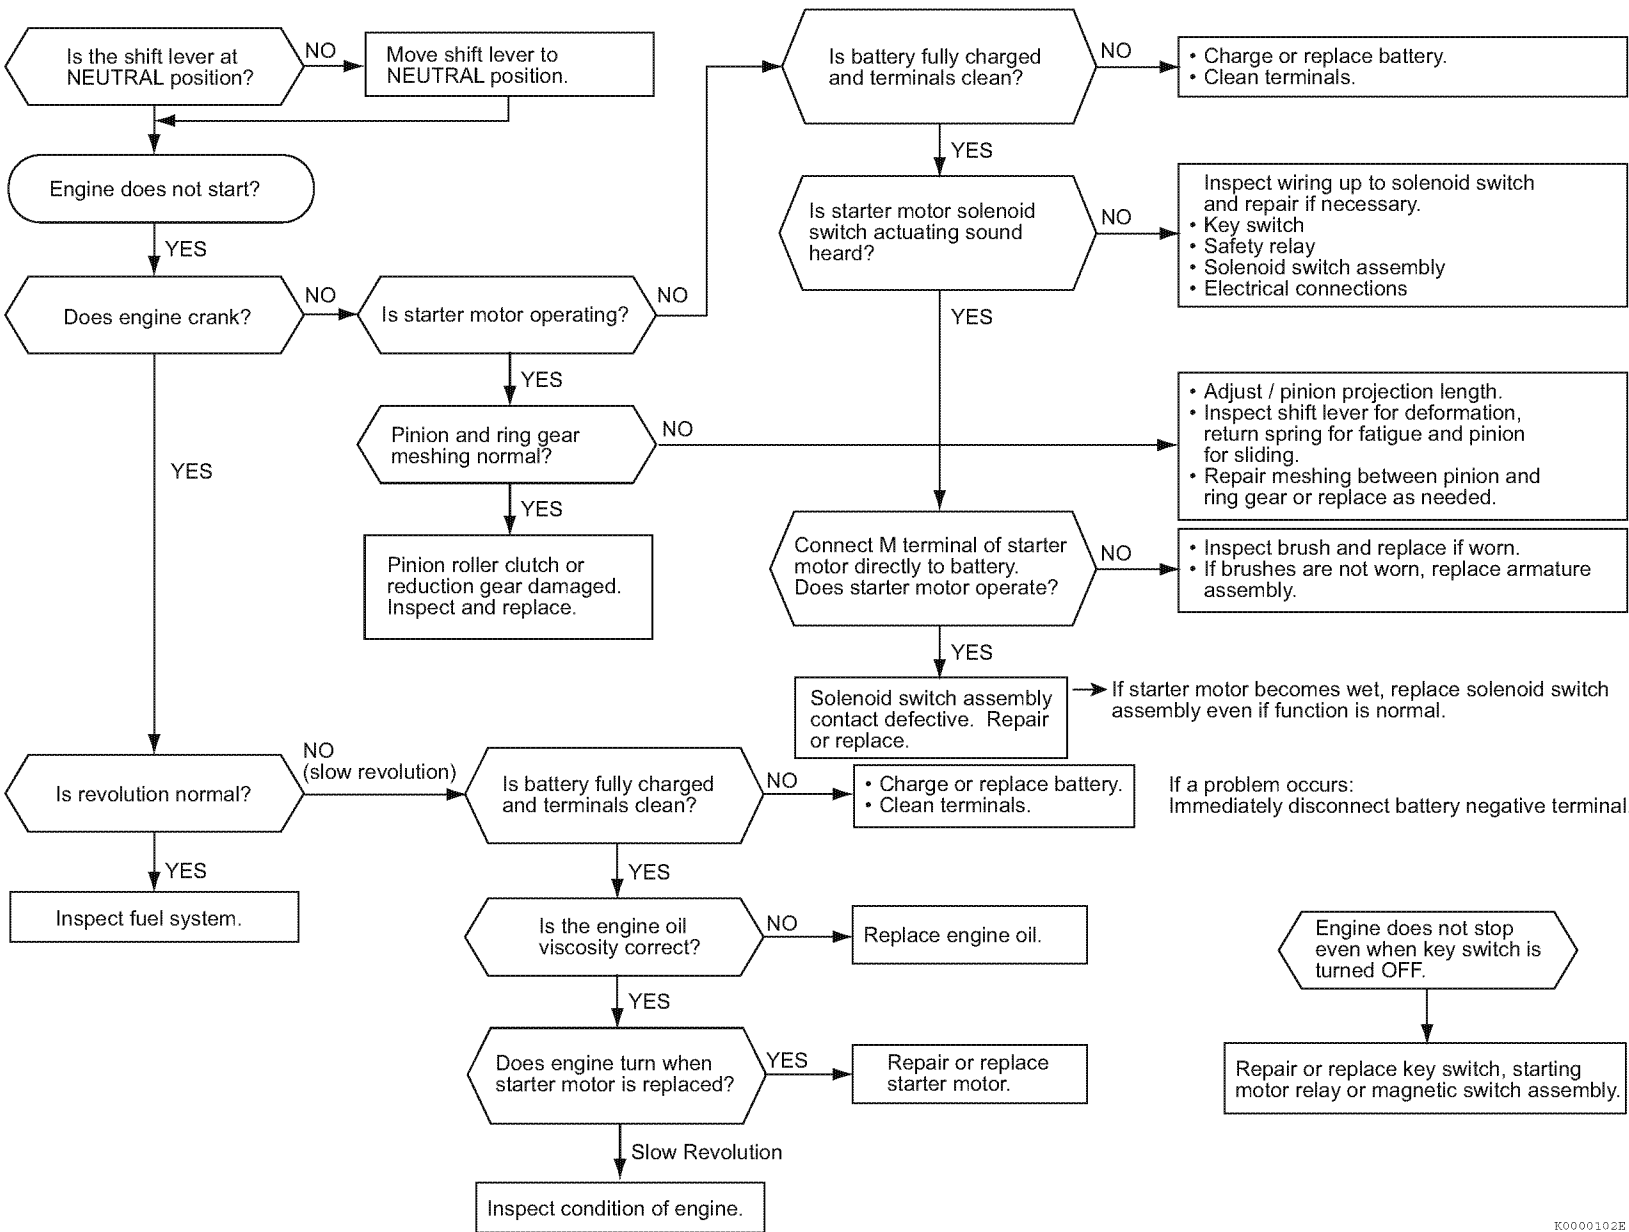 Is the shift lever at
NEUTRAL position?
NO
Move shift lever to
NEUTRAL position.
Engine does not start?
YES
Does engine crank?
NO
Is starter motor operating?
NO
YES
Pinion and ring gear
meshing normal?
NO
YES
Pinion roller clutch or
reduction gear damaged.
Inspect and replace.
YES
Is battery fully charged
and terminals clean?
NO
• Charge or replace battery.
• Clean terminals.
YES
Is starter motor solenoid
switch actuating sound
heard?
NO
Inspect wiring up to solenoid switch
and repair if necessary.
• Key switch
• Safety relay
• Solenoid switch assembly
• Electrical connections
YES
• Adjust / pinion projection length.
• Inspect shift lever for deformation,
return spring for fatigue and pinion
for sliding.
• Repair meshing between pinion and
ring gear or replace as needed.
Connect M terminal of starter
motor directly to battery.
Does starter motor operate?
NO
• Inspect brush and replace if worn.
• If brushes are not worn, replace armature
assembly.
YES
Solenoid switch assembly
contact defective. Repair
or replace.
If starter motor becomes wet, replace solenoid switch
assembly even if function is normal.
Is revolution normal?
NO
(slow revolution)
YES
Inspect fuel system.
Is battery fully charged
and terminals clean?
NO
• Charge or replace battery.
• Clean terminals.
If a problem occurs:
Immediately disconnect battery negative terminal
YES
Is the engine oil
viscosity correct?
NO
Replace engine oil.
YES
Does engine turn when
starter motor is replaced?
YES
Repair or replace
starter motor.
Slow Revolution
Inspect condition of engine.
Engine does not stop
even when key switch is
turned OFF.
Repair or replace key switch, starting
motor relay or magnetic switch assembly.
K0000102E